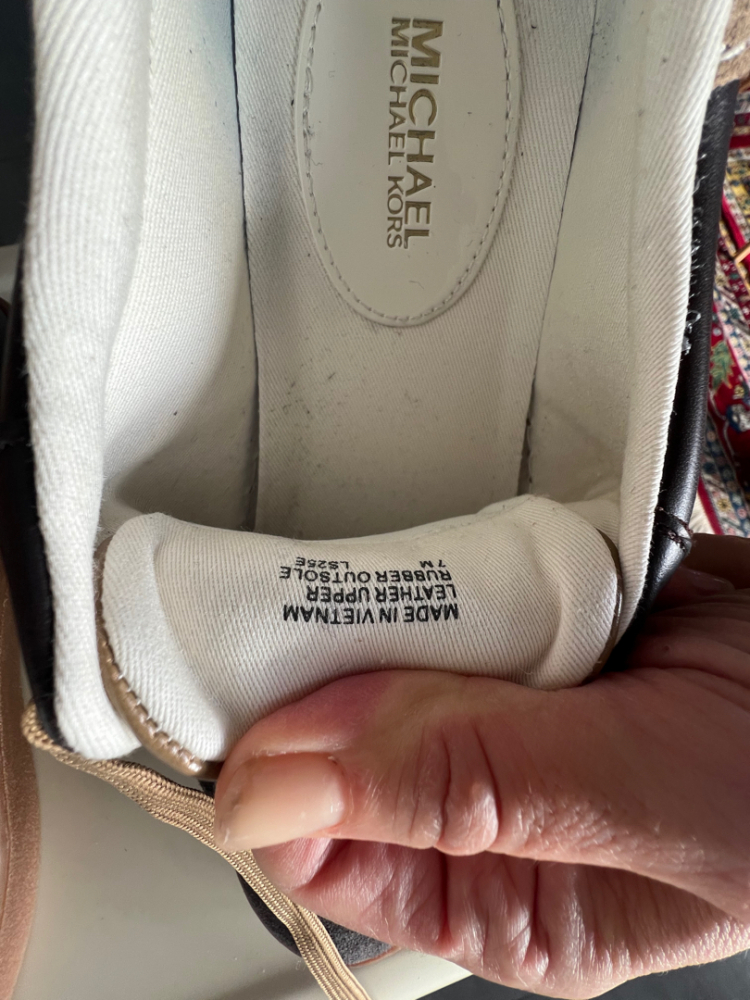 MICHAEL
MICHAEL KORS
MADE IN VIETNAM
LEATHER UPPER
RUBBER OUTSOLE
7 M LS25E